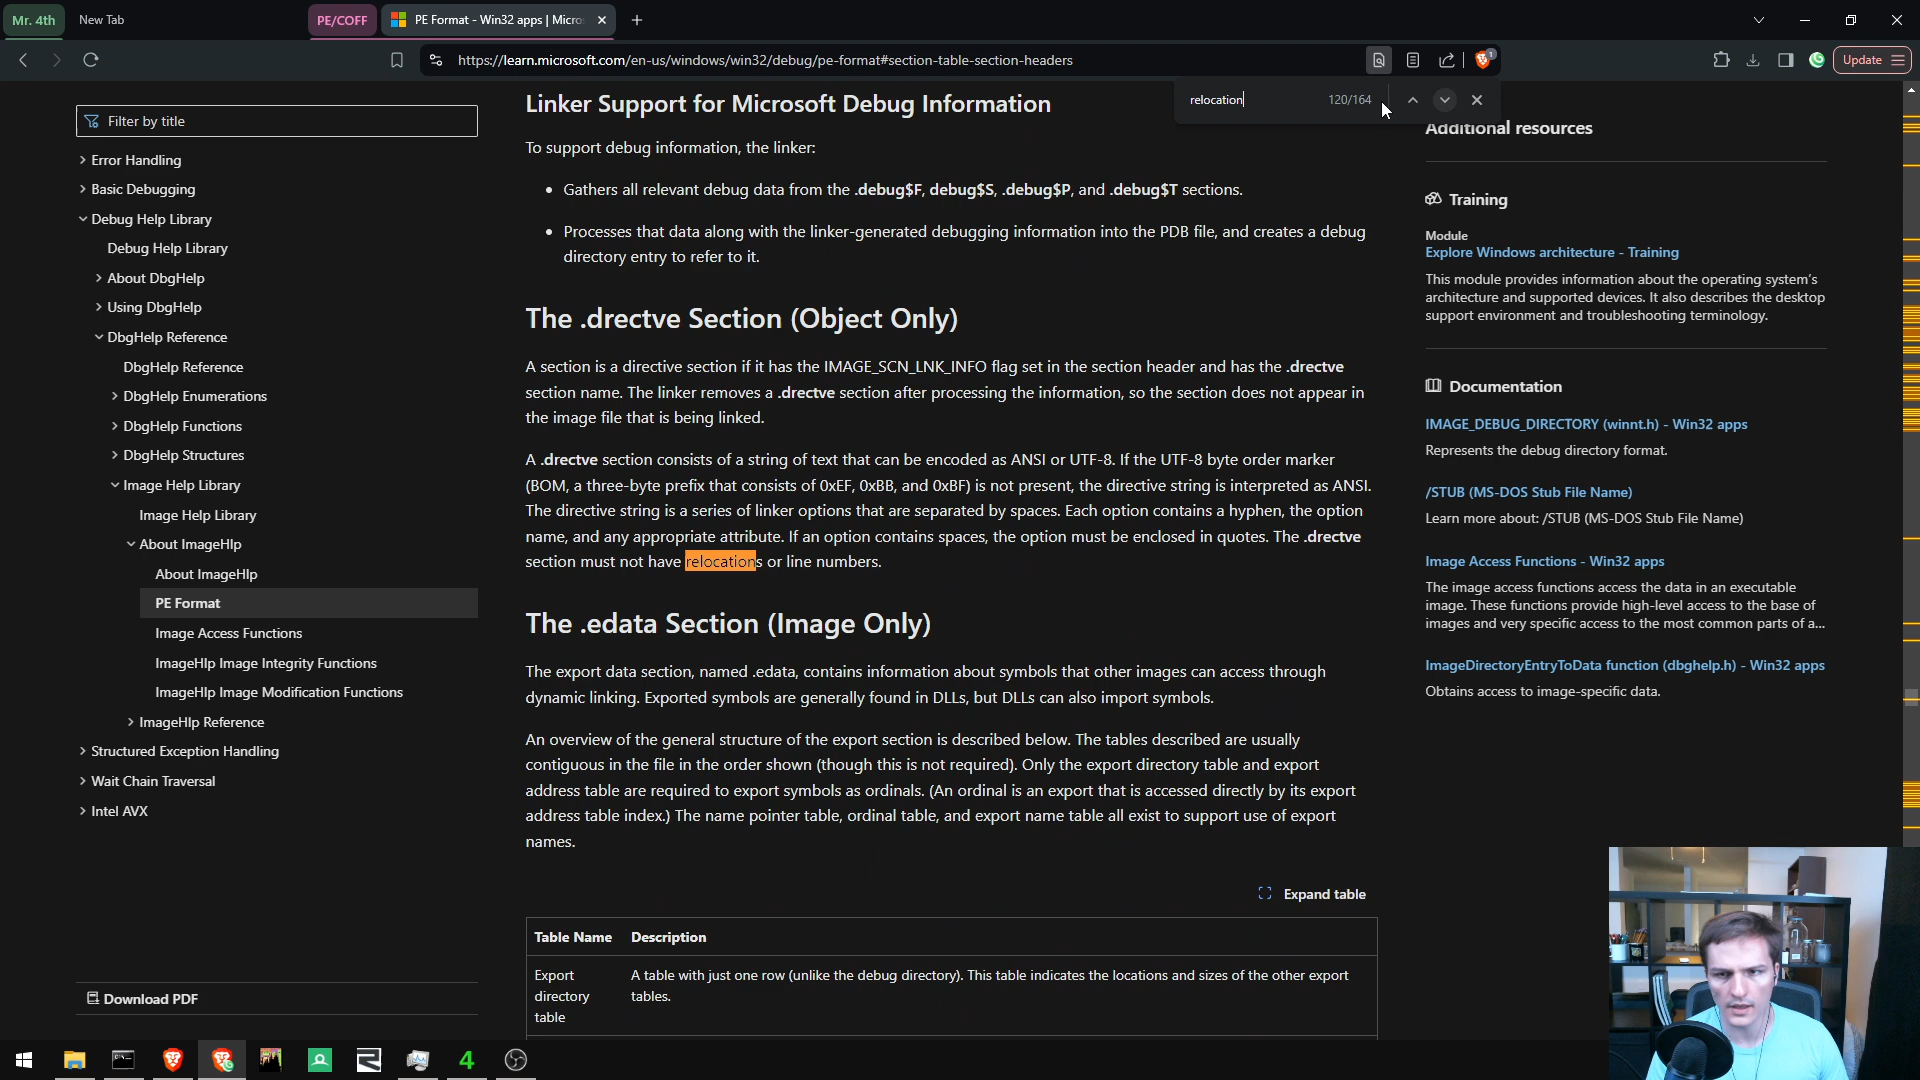 Mr. 4th
New Tab
PE/COFF
PE Format - Win32 apps | Micro
https://learn.microsoft.com/en-us/windows/win32/debug/pe-format#section-table-section-headers
1
Update
relocation
120/164
Filter by title
Error Handling
Basic Debugging
Debug Help Library
Debug Help Library
About DbgHelp
Using DbgHelp
DbgHelp Reference
DbgHelp Reference
DbgHelp Enumerations
DbgHelp Functions
DbgHelp Structures
Image Help Library
Image Help Library
About ImageHlp
About ImageHlp
PE Format
Image Access Functions
ImageHlp Image Integrity Functions
ImageHlp Image Modification Functions
ImageHlp Reference
Structured Exception Handling
Wait Chain Traversal
Intel AVX
Download PDF
Linker Support for Microsoft Debug Information
To support debug information, the linker:
• Gathers all relevant debug data from the .debug$F, debug$S, .debug$P, and .debug$T sections.
• Processes that data along with the linker-generated debugging information into the PDB file, and creates a debug
directory entry to refer to it.
The .drectve Section (Object Only)
A section is a directive section if it has the IMAGE_SCN_LNK_INFO flag set in the section header and has the .drectve
section name. The linker removes a .drectve section after processing the information, so the section does not appear in
the image file that is being linked.
A .drectve section consists of a string of text that can be encoded as ANSI or UTF-8. If the UTF-8 byte order marker
(BOM, a three-byte prefix that consists of 0xEF, 0xBB, and 0xBF) is not present, the directive string is interpreted as ANSI.
The directive string is a series of linker options that are separated by spaces. Each option contains a hyphen, the option
name, and any appropriate attribute. If an option contains spaces, the option must be enclosed in quotes. The .drectve
section must not have relocations or line numbers.
The .edata Section (Image Only)
The export data section, named .edata, contains information about symbols that other images can access through
dynamic linking. Exported symbols are generally found in DLLs, but DLLs can also import symbols.
An overview of the general structure of the export section is described below. The tables described are usually
contiguous in the file in the order shown (though this is not required). Only the export directory table and export
address table are required to export symbols as ordinals. (An ordinal is an export that is accessed directly by its export
address table index.) The name pointer table, ordinal table, and export name table all exist to support use of export
names.
Expand table
Table Name Description
Export A table with just one row (unlike the debug directory). This table indicates the locations and sizes of the other export
directory tables.
table
Additional resources
Training
Module
Explore Windows architecture - Training
This module provides information about the operating system's
architecture and supported devices. It also describes the desktop
support environment and troubleshooting terminology.
Documentation
IMAGE_DEBUG_DIRECTORY (winnt.h) - Win32 apps
Represents the debug directory format.
/STUB (MS-DOS Stub File Name)
Learn more about: /STUB (MS-DOS Stub File Name)
Image Access Functions - Win32 apps
The image access functions access the data in an executable
image. These functions provide high-level access to the base of
images and very specific access to the most common parts of a...
ImageDirectoryEntryToData function (dbghelp.h) - Win32 apps
Obtains access to image-specific data.
4